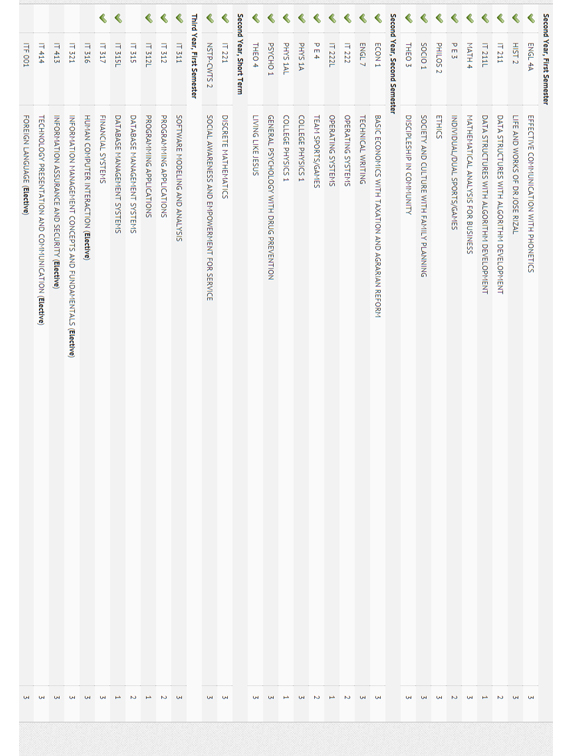 Second Year, First Semester
ENGL 4A EFFECTIVE COMMUNICATION WITH PHONETICS 3
HIST 2 LIFE AND WORKS OF DR JOSE RIZAL 3
IT 211 DATA STRUCTURES WITH ALGORITHM DEVELOPMENT 2
IT 211L DATA STRUCTURES WITH ALGORITHM DEVELOPMENT 1
MATH 4 MATHEMATICAL ANALYSIS FOR BUSINESS 3
P E 3 INDIVIDUAL/DUAL SPORTS/GAMES 2
PHILOS 2 ETHICS 3
SOCIO 1 SOCIETY AND CULTURE WITH FAMILY PLANNING 3
THEO 3 DISCIPLESHIP IN COMMUNITY 3
Second Year, Second Semester
ECON 1 BASIC ECONOMICS WITH TAXATION AND AGRARIAN REFORM 3
ENGL 7 TECHNICAL WRITING 3
IT 222 OPERATING SYSTEMS 2
IT 222L OPERATING SYSTEMS 1
P E 4 TEAM SPORTS/GAMES 2
PHYS 1A COLLEGE PHYSICS 1 3
PHYS 1AL COLLEGE PHYSICS 1 1
PSYCHO 1 GENERAL PSYCHOLOGY WITH DRUG PREVENTION 3
THEO 4 LIVING LIKE JESUS 3
Second Year, Short Term
IT 221 DISCRETE MATHEMATICS 3
NSTP-CWTS 2 SOCIAL AWARENESS AND EMPOWERMENT FOR SERVICE 3
Third Year, First Semester
IT 311 SOFTWARE MODELING AND ANALYSIS 3
IT 312 PROGRAMMING APPLICATIONS 2
IT 312L PROGRAMMING APPLICATIONS 1
IT 315 DATABASE MANAGEMENT SYSTEMS 2
IT 315L DATABASE MANAGEMENT SYSTEMS 1
IT 317 FINANCIAL SYSTEMS 3
IT 316 HUMAN COMPUTER INTERACTION (Elective) 3
IT 321 INFORMATION MANAGEMENT CONCEPTS AND FUNDAMENTALS (Elective) 3
IT 413 INFORMATION ASSURANCE AND SECURITY (Elective) 3
IT 414 TECHNOLOGY PRESENTATION AND COMMUNICATION (Elective) 3
ITF 001 FOREIGN LANGUAGE (Elective) 3